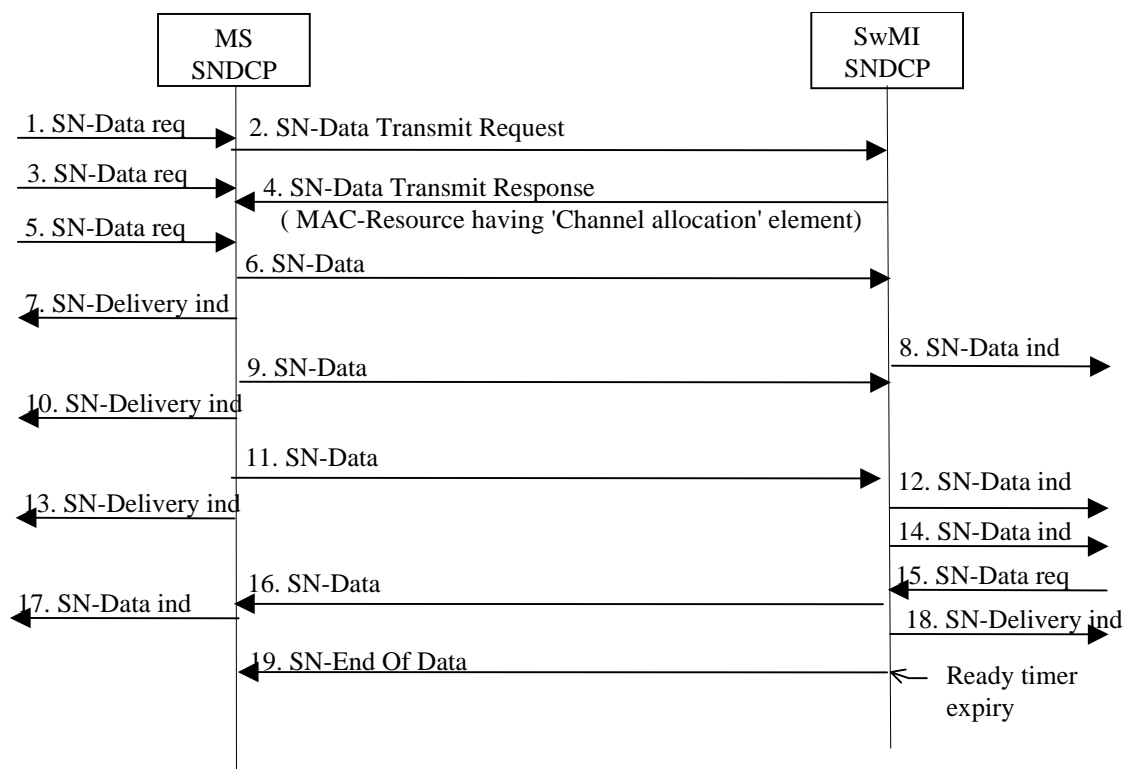 MS
SNDCP
SwMI
SNDCP
1. SN-Data req
2. SN-Data Transmit Request
3. SN-Data req
4. SN-Data Transmit Response
( MAC-Resource having 'Channel allocation' element)
5. SN-Data req
6. SN-Data
7. SN-Delivery ind
8. SN-Data ind
9. SN-Data
10. SN-Delivery ind
11. SN-Data
12. SN-Data ind
13. SN-Delivery ind
14. SN-Data ind
15. SN-Data req
16. SN-Data
17. SN-Data ind
18. SN-Delivery ind
19. SN-End Of Data
Ready timer
expiry